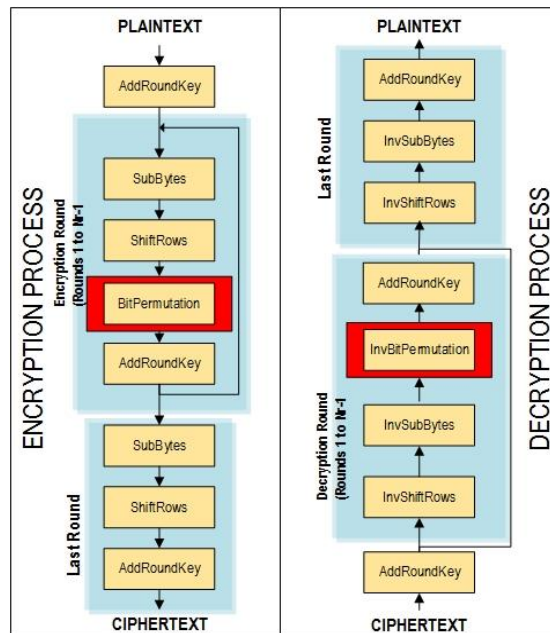 PLAINTEXT
AddRoundKey
SubBytes
ShiftRows
BitPermutation
AddRoundKey
SubBytes
ShiftRows
AddRoundKey
CIPHERTEXT
ENCRYPTION PROCESS
Encryption Round
(Rounds 1 to Nr-1
Last Round
PLAINTEXT
AddRoundKey
InvSubBytes
InvShiftRows
AddRoundKey
InvBitPermutation
InvSubBytes
InvShiftRows
AddRoundKey
CIPHERTEXT
Last Round
Decryption Round
(Rounds 1 to Nr-1
DECRYPTION PROCESS